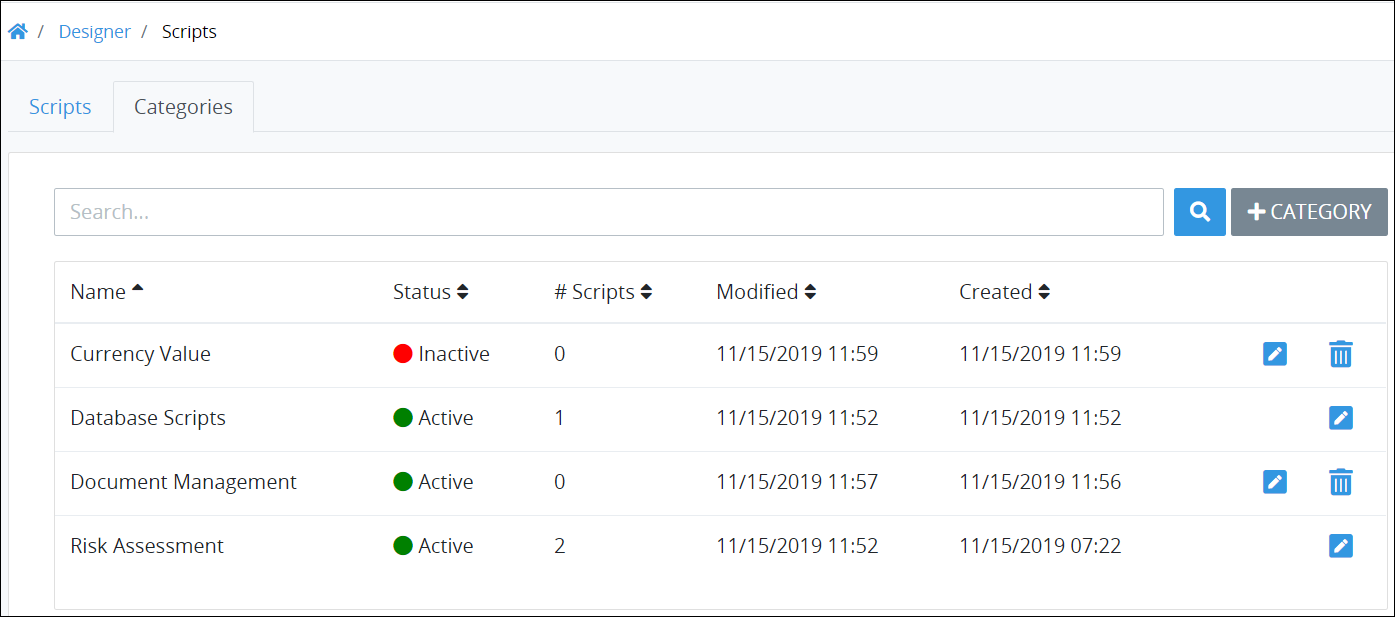 / Designer / Scripts
Scripts Categories
Search... CATEGORY
Name Status # Scripts Modified Created
Currency Value Inactive 0 11/15/2019 11:59 11/15/2019 11:59
Database Scripts Active 1 11/15/2019 11:52 11/15/2019 11:52
Document Management Active 0 11/15/2019 11:57 11/15/2019 11:56
Risk Assessment Active 2 11/15/2019 11:52 11/15/2019 07:22